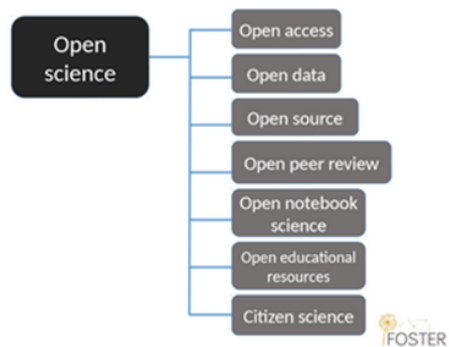 Open
science
Open access
Open data
Open source
Open peer review
Open notebook
science
Open educational
resources
Citizen science
FOSTER